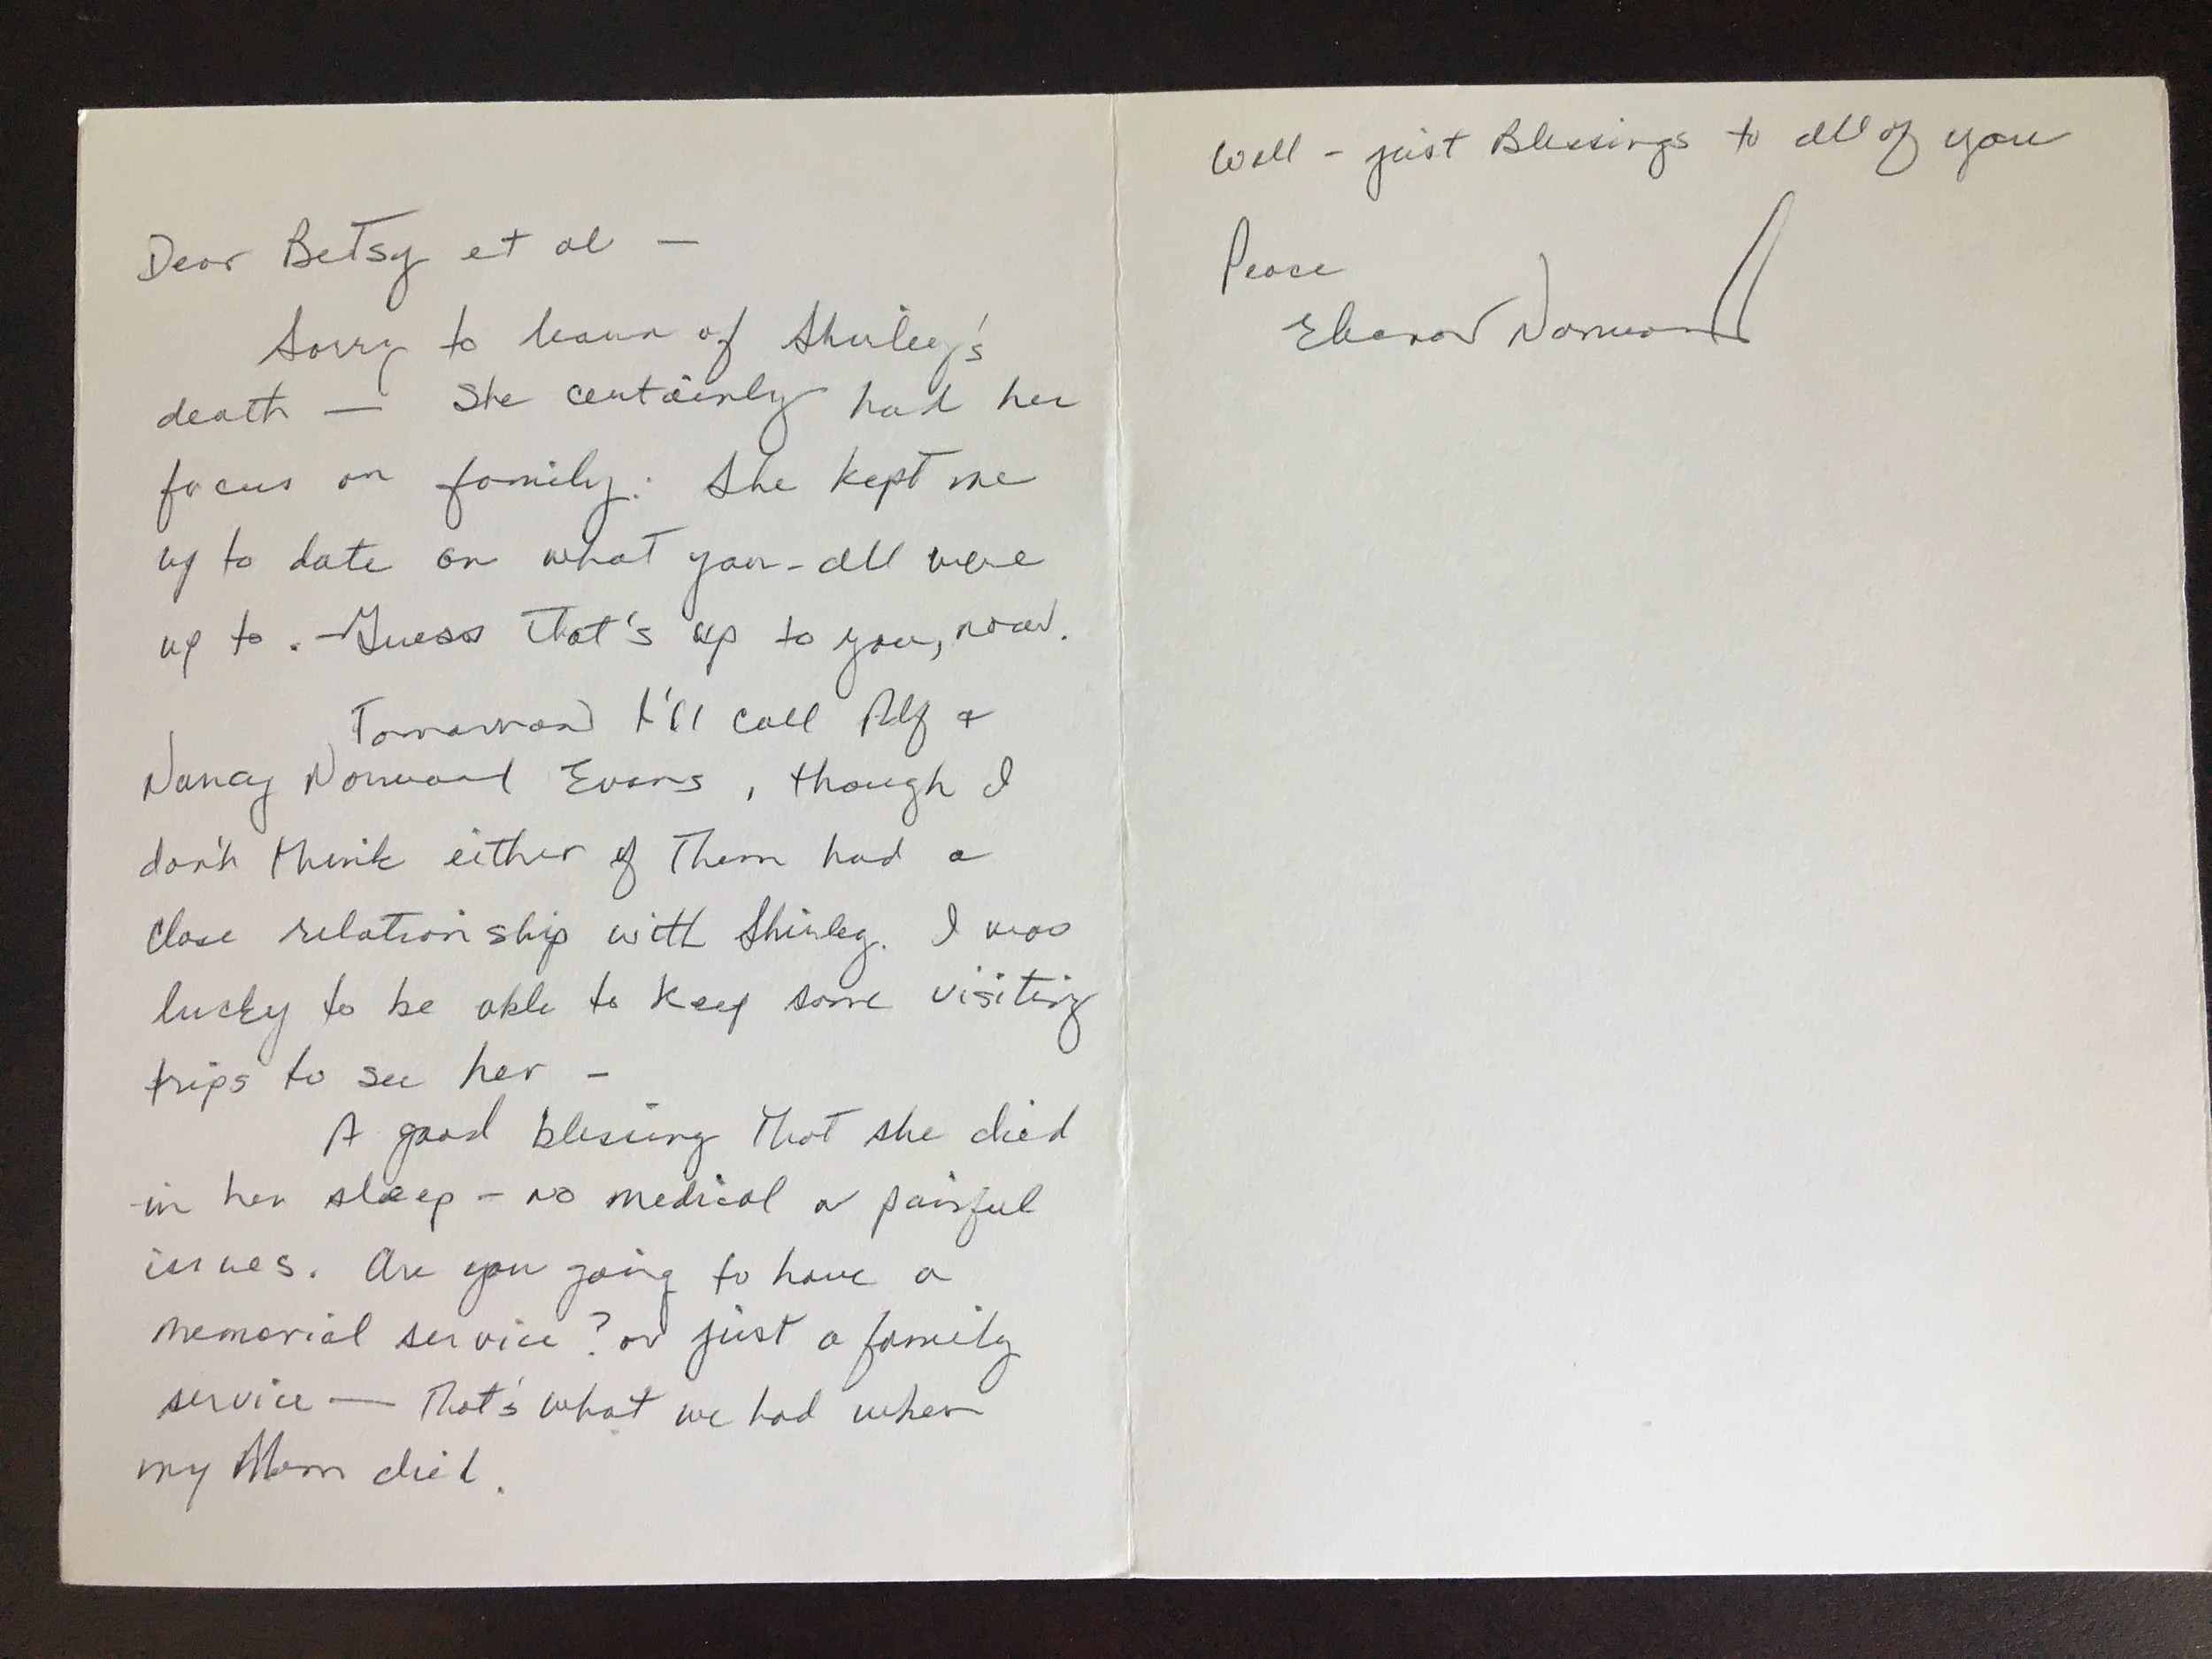 Dear Betsy et al —
Sorry to learn of Shirley's
death — She certainly had her
focus on family. She kept me
up to date on what you-all were
up to. - Guess that's up to you, now.
Tomorrow I'll call Alf &
Nancy Norwood Evans, though I
don't think either of them had a
close relationship with Shirley. I was
lucky to be able to keep some visiting
trips to see her -
A good blessing that she died
in her sleep - no medical or painful
issues. Are you going to have a
memorial service? or just a family
service — That's what we had when
my Mom died.
Well - just Blessings to all of you
Peace
Eleanor Norwood